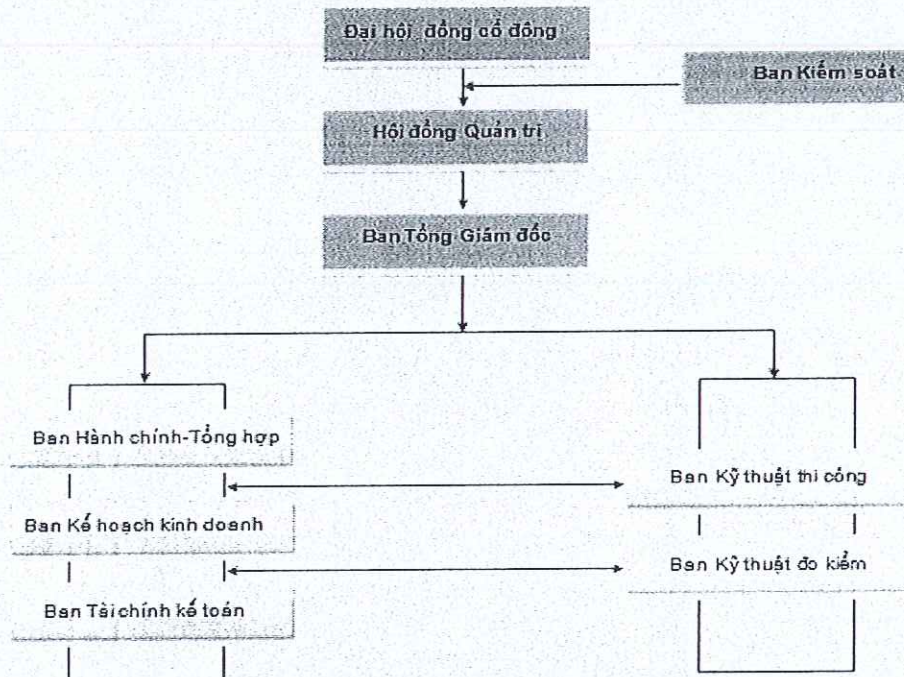 Đại hội đồng cổ đông
Ban Kiểm soát
Hội đồng Quản trị
Ban Tổng Giám đốc
Ban Hành chính-Tổng hợp
Ban Kỹ thuật thi công
Ban Kế hoạch kinh doanh
Ban Kỹ thuật đo kiểm
Ban Tài chính kế toán